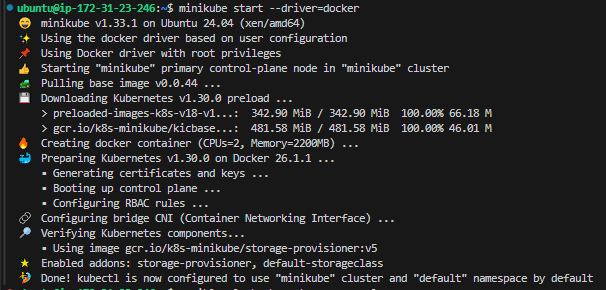 ubuntu@ip-172-31-23-246:~$ minikube start --driver=docker
😄 minikube v1.33.1 on Ubuntu 24.04 (xen/amd64)
✨ Using the docker driver based on user configuration
📌 Using Docker driver with root privileges
👍 Starting "minikube" primary control-plane node in "minikube" cluster
🚜 Pulling base image v0.0.44 ...
💾 Downloading Kubernetes v1.30.0 preload ...
> preloaded-images-k8s-v18-v1...: 342.90 MiB / 342.90 MiB 100.00% 66.18 M
> gcr.io/k8s-minikube/kicbase...: 481.58 MiB / 481.58 MiB 100.00% 46.01 M
🔥 Creating docker container (CPUs=2, Memory=2200MB) ...
🐳 Preparing Kubernetes v1.30.0 on Docker 26.1.1 ...
▪ Generating certificates and keys ...
▪ Booting up control plane ...
▪ Configuring RBAC rules ...
🔗 Configuring bridge CNI (Container Networking Interface) ...
🔎 Verifying Kubernetes components...
▪ Using image gcr.io/k8s-minikube/storage-provisioner:v5
🌟 Enabled addons: storage-provisioner, default-storageclass
🏄 Done! kubectl is now configured to use "minikube" cluster and "default" namespace by default